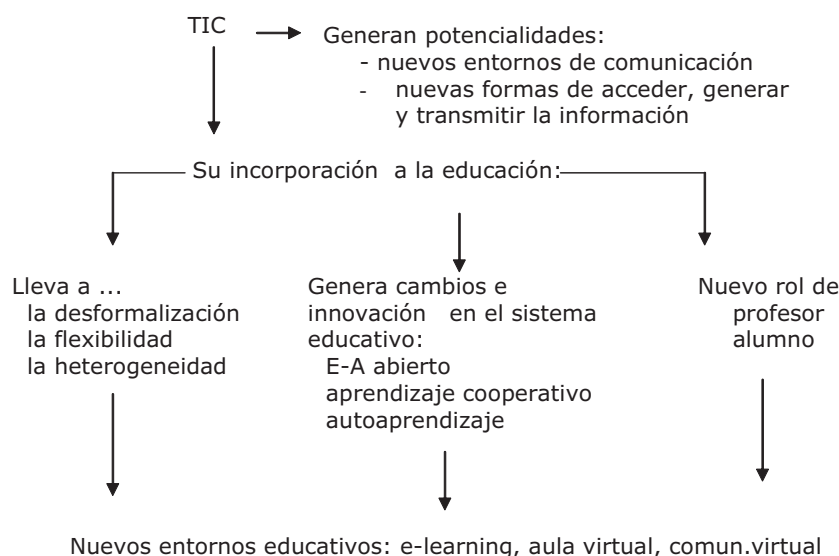 TIC
Generan potencialidades:
- nuevos entornos de comunicación
- nuevas formas de acceder, generar
y transmitir la información
Su incorporación a la educación:
Lleva a ...
la desformalización
la flexibilidad
la heterogeneidad
Genera cambios e
innovación en el sistema
educativo:
E-A abierto
aprendizaje cooperativo
autoaprendizaje
Nuevo rol de
profesor
alumno
Nuevos entornos educativos: e-learning, aula virtual, comun.virtual